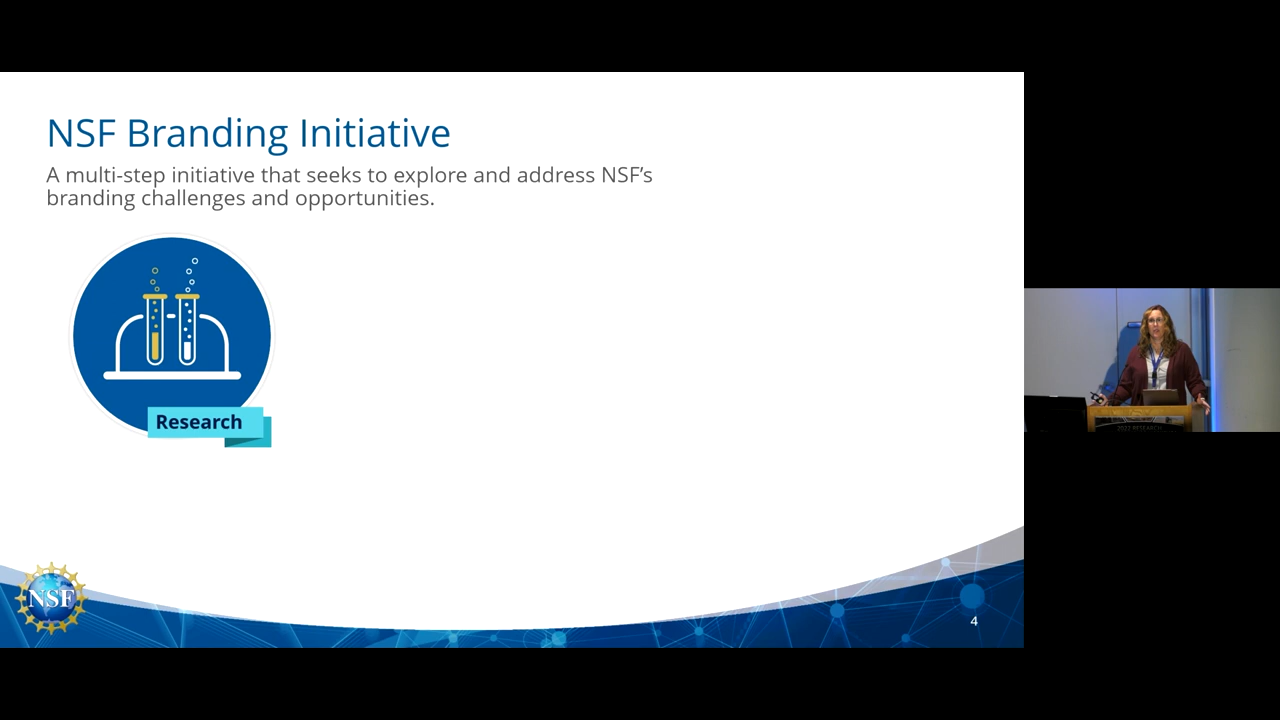 NSF Branding Initiative
A multi-step initiative that seeks to explore and address NSF's
branding challenges and opportunities.
Research
NSF
4